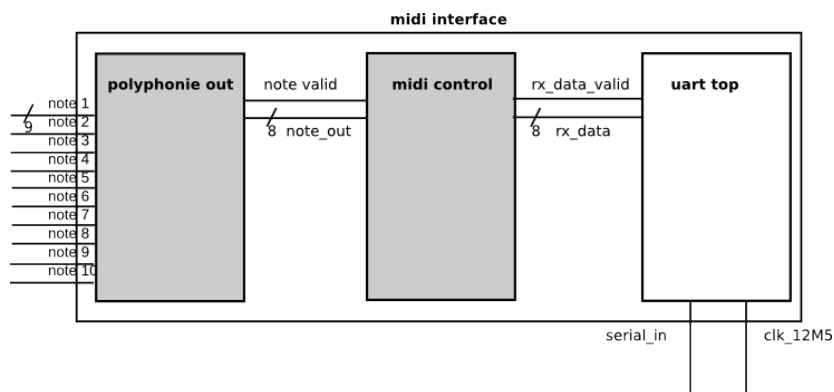 midi interface
polyphonie out
note valid
midi control
rx_data_valid
uart top
note 1
9
note 2
8 note_out
8 rx_data
note 3
note 4
note 5
note 6
note 7
note 8
note 9
note 10
serial_in
clk_12M5